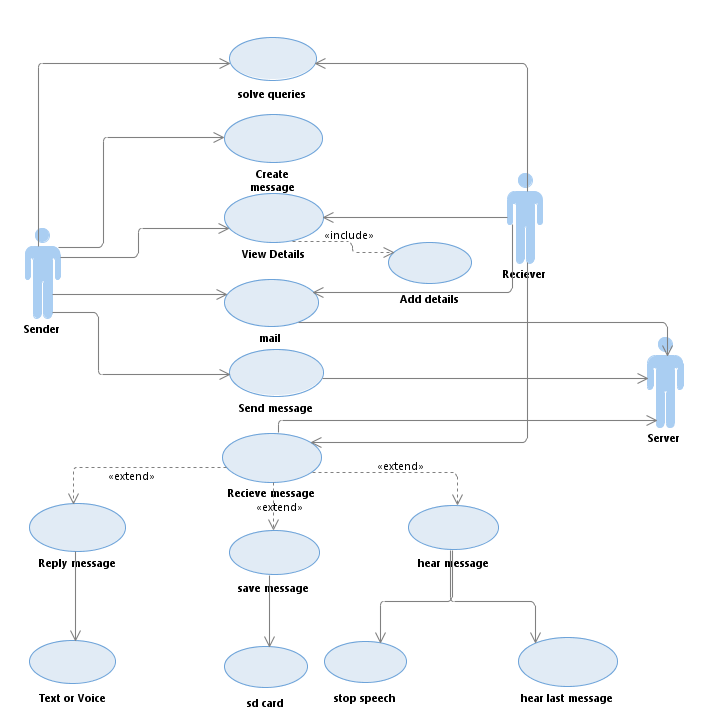 solve queries
Create
message
View Details
«include»
Reciever
Add details
Sender
mail
Send message
Server
«extend»
Recieve message
«extend»
«extend»
Reply message
save message
hear message
Text or Voice
sd card
stop speech
hear last message